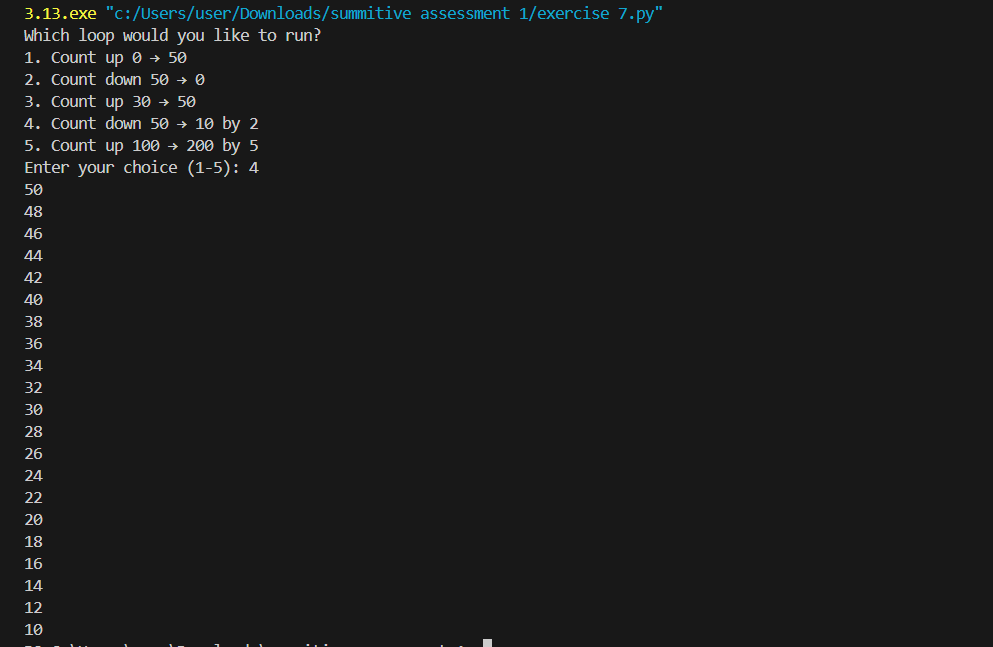 3.13.exe "c:/Users/user/Downloads/summitive assessment 1/exercise 7.py"
Which loop would you like to run?
1. Count up 0 → 50
2. Count down 50 → 0
3. Count up 30 → 50
4. Count down 50 → 10 by 2
5. Count up 100 → 200 by 5
Enter your choice (1-5): 4
50
48
46
44
42
40
38
36
34
32
30
28
26
24
22
20
18
16
14
12
10